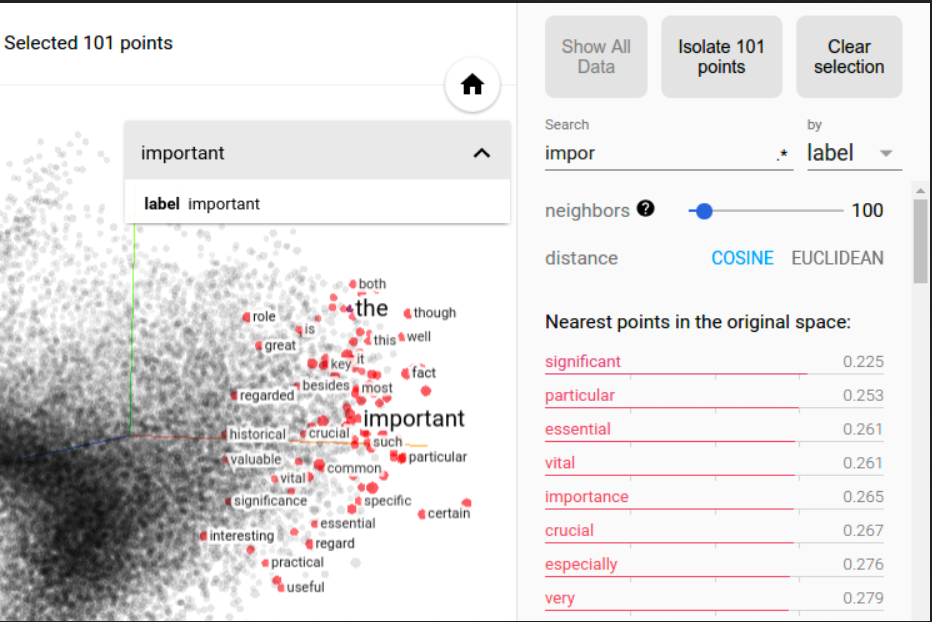 Selected 101 points
Show All Data
Isolate 101 points
Clear selection
important
label important
Search
impor
.*
by
label
neighbors
?
100
distance
COSINE
EUCLIDEAN
Nearest points in the original space:
significant 0.225
particular 0.253
essential 0.261
vital 0.261
importance 0.265
crucial 0.267
especially 0.276
very 0.279
both
the
though
role
is
this
well
great
it
key
fact
besides
most
regarded
important
historical
crucial
such
valuable
particular
common
vital
significance
specific
certain
essential
interesting
regard
practical
useful